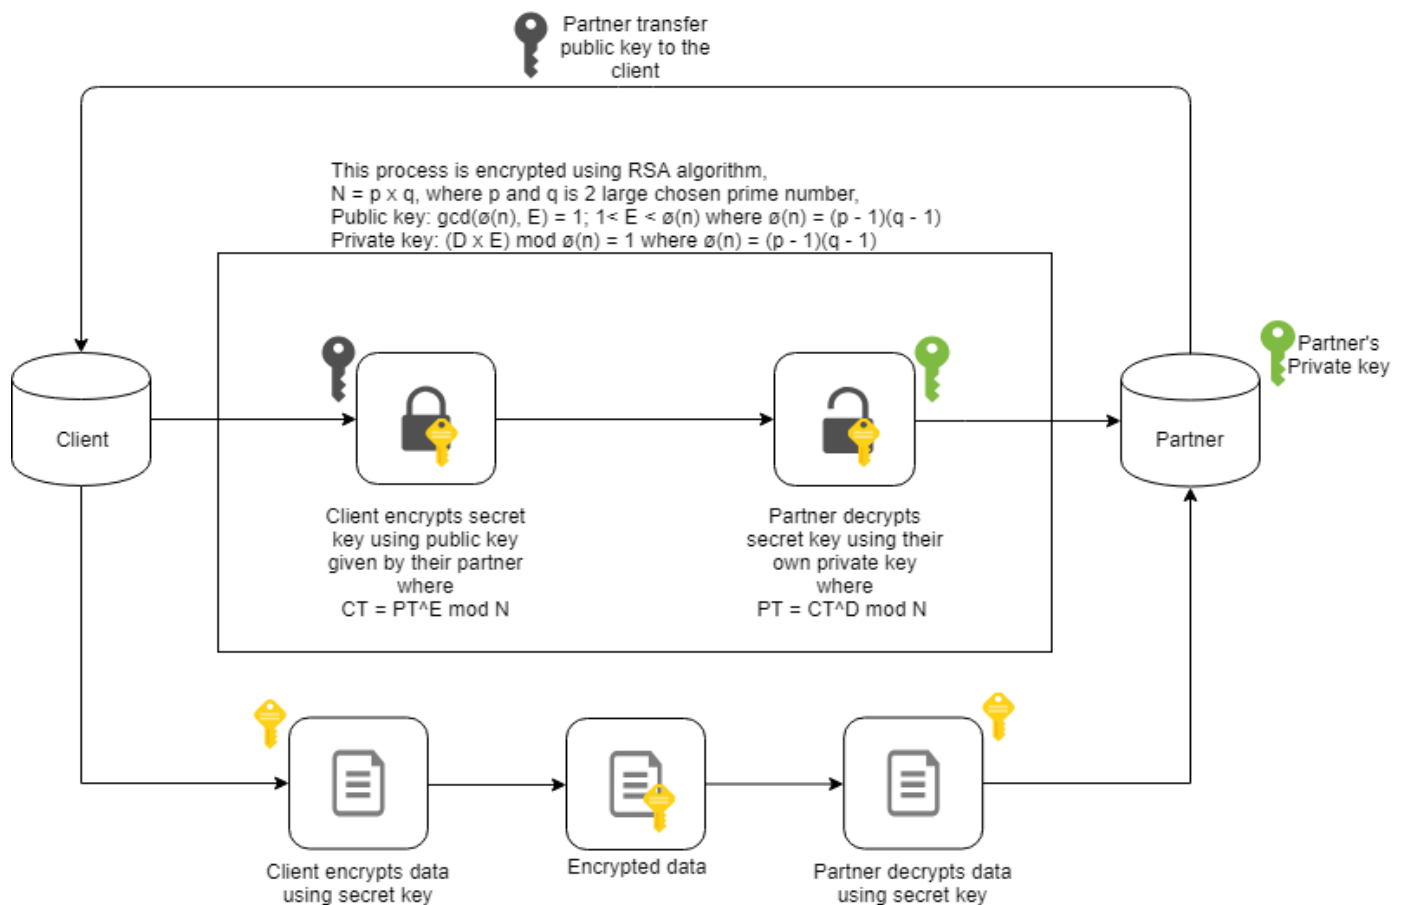 Partner transfer
public key to the
client
This process is encrypted using RSA algorithm,
N = p x q, where p and q is 2 large chosen prime number,
Public key: gcd(ø(n), E) = 1; 1< E < ø(n) where ø(n) = (p - 1)(q - 1)
Private key: (D x E) mod ø(n) = 1 where ø(n) = (p - 1)(q - 1)
Partner's
Private key
Client
Partner
Client encrypts secret
key using public key
given by their partner
where
CT = PT^E mod N
Partner decrypts
secret key using their
own private key
where
PT = CT^D mod N
Client encrypts data
using secret key
Encrypted data
Partner decrypts data
using secret key